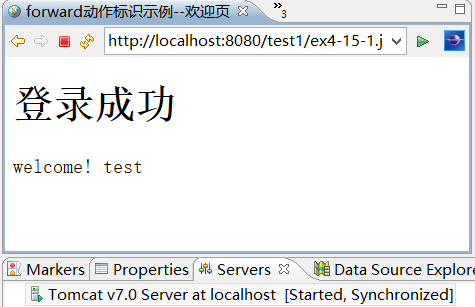 forward动作标识示例--欢迎页
»3
http://localhost:8080/test1/ex4-15-1.j
登录成功
welcome! test
Markers Properties Servers Data Source Explore
Tomcat v7.0 Server at localhost [Started, Synchronized]